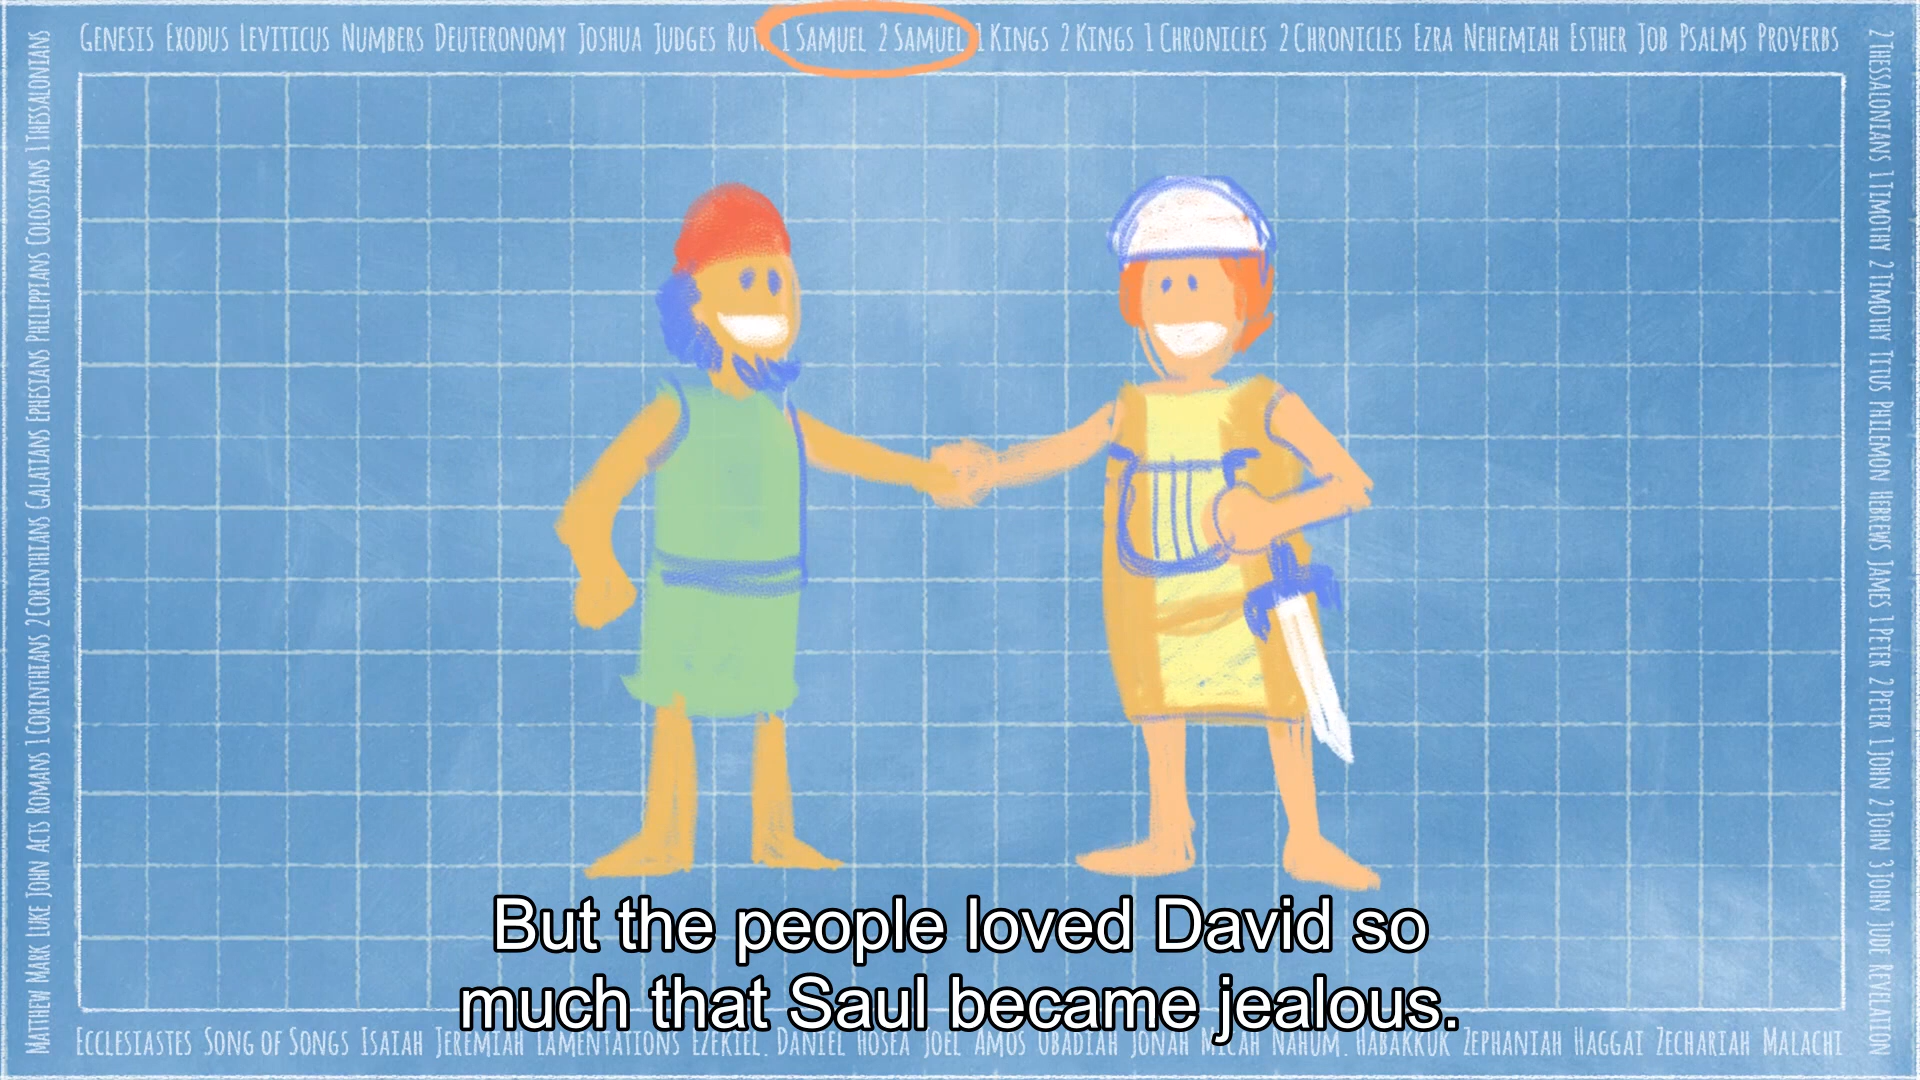 Genesis Exodus Leviticus Numbers Deuteronomy Joshua Judges Ruth 1 Samuel 2 Samuel 1 Kings 2 Kings 1 Chronicles 2 Chronicles Ezra Nehemiah Esther Job Psalms Proverbs
Matthew Mark Luke John Acts Romans 1 Corinthians 2 Corinthians Galatians Ephesians Philippians Colossians 1 Thessalonians
2 Thessalonians 1 Timothy 2 Timothy Titus Philemon Hebrews James 1 Peter 2 Peter 1 John 2 John 3 John Jude Revelation
But the people loved David so
much that Saul became jealous.
Ecclesiastes Song of Songs Isaiah Jeremiah Lamentations Ezekiel. Daniel Hosea Joel Amos Obadiah Jonah Micah Nahum. Habakkuk Zephaniah Haggai Zechariah Malachi